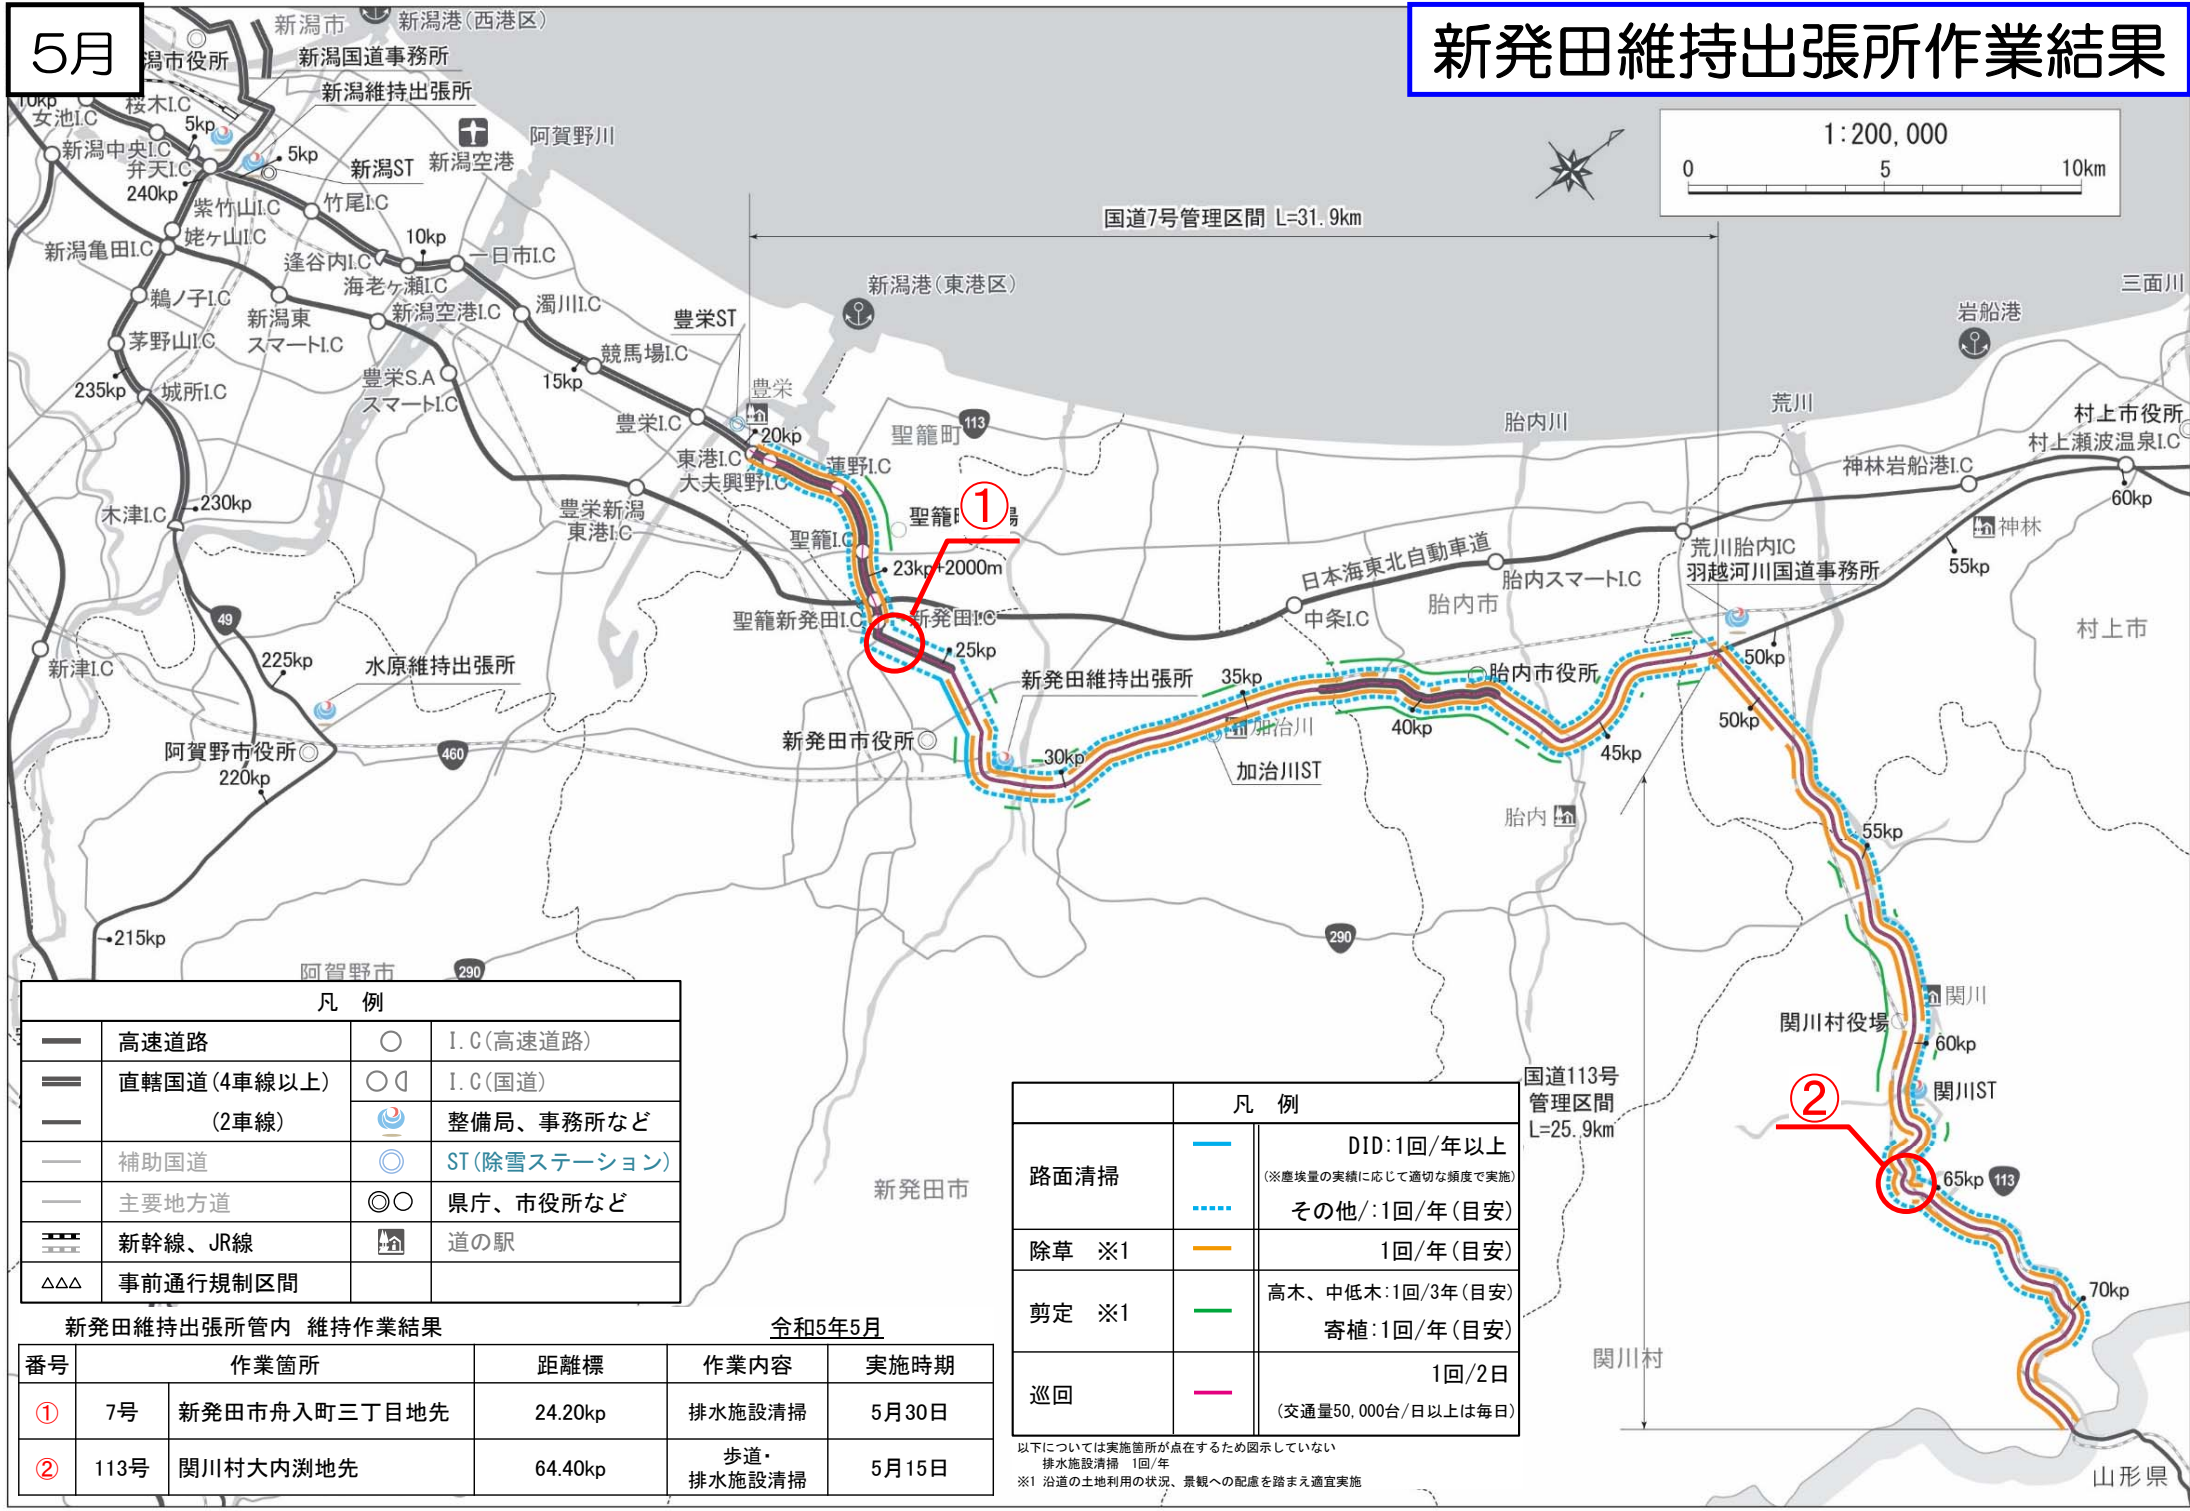 5月
新発田維持出張所作業結果
新潟市
新潟港(西港区)
潟市役所
新潟国道事務所
新潟維持出張所
10kp
桜木I.C
女池I.C
5kp
新潟中央I.C
弁天I.C
5kp
新潟ST
新潟空港
阿賀野川
240kp
紫竹山I.C
竹尾I.C
姥ヶ山I.C
新潟亀田I.C
10kp
逢谷内I.C
一日市I.C
海老ヶ瀬I.C
鵜ノ子I.C
新潟東
スマートI.C
新潟空港I.C
濁川I.C
茅野山I.C
235kp
城所I.C
豊栄S.A
スマートI.C
15kp
競馬場I.C
豊栄ST
新潟港(東港区)
豊栄
豊栄I.C
20kp
東港I.C
大夫興野I.C
蓮野I.C
聖籠町
113
1:200,000
0
5
10km
国道7号管理区間 L=31.9km
三面川
岩船港
荒川
胎内川
村上市役所
村上瀬波温泉I.C
神林岩船港I.C
60kp
神林
55kp
荒川胎内IC
羽越河川国道事務所
日本海東北自動車道
胎内スマートI.C
胎内市
中条I.C
村上市
230kp
木津I.C
豊栄新潟
東港I.C
聖籠I.C
①
23kp+2000m
聖籠新発田I.C
新発田I.C
25kp
49
新津I.C
225kp
水原維持出張所
新発田維持出張所
35kp
胎内市役所
50kp
50kp
40kp
45kp
加治川
加治川ST
30kp
新発田市役所
阿賀野市役所
220kp
460
胎内
55kp
215kp
阿賀野市
290
290
関川
関川村役場
60kp
関川ST
国道113号
管理区間
L=25.9km
②
65kp
113
70kp
新発田市
関川村
山形県
凡 例
高速道路
I.C(高速道路)
直轄国道(4車線以上)
I.C(国道)
(2車線)
整備局、事務所など
補助国道
ST(除雪ステーション)
主要地方道
県庁、市役所など
新幹線、JR線
道の駅
事前通行規制区間
凡 例
路面清掃
DID:1回/年以上
(※塵埃量の実績に応じて適切な頻度で実施)
その他/:1回/年(目安)
除草 ※1
1回/年(目安)
剪定 ※1
高木、中低木:1回/3年(目安)
寄植:1回/年(目安)
巡回
1回/2日
(交通量50,000台/日以上は毎日)
以下については実施箇所が点在するため図示していない
排水施設清掃 1回/年
※1 沿道の土地利用の状況、景観への配慮を踏まえ適宜実施
新発田維持出張所管内 維持作業結果
令和5年5月
番号 作業箇所 距離標 作業内容 実施時期
① 7号 新発田市舟入町三丁目地先 24.20kp 排水施設清掃 5月30日
② 113号 関川村大内渕地先 64.40kp 歩道・
排水施設清掃 5月15日